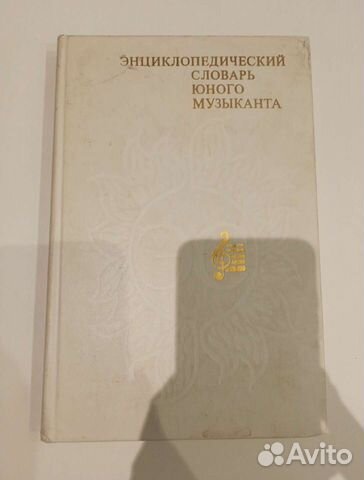 ЭНЦИКЛОПЕДИЧЕСКИЙ
СЛОВАРЬ
ЮНОГО
МУЗЫКАНТА
Avito